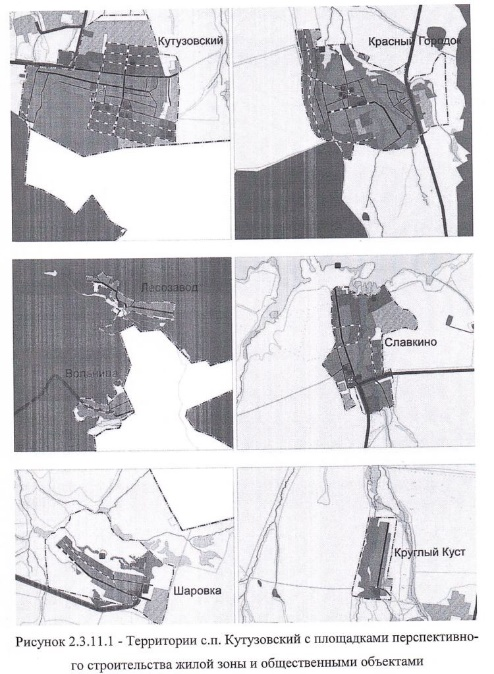 Кутузовский
Красный Городок
Лесозавод
Вольница
Славкино
Шаровка
Круглый Куст
Рисунок 2.3.11.1 - Территории с.п. Кутузовский с площадками перспективно-
го строительства жилой зоны и общественными объектами